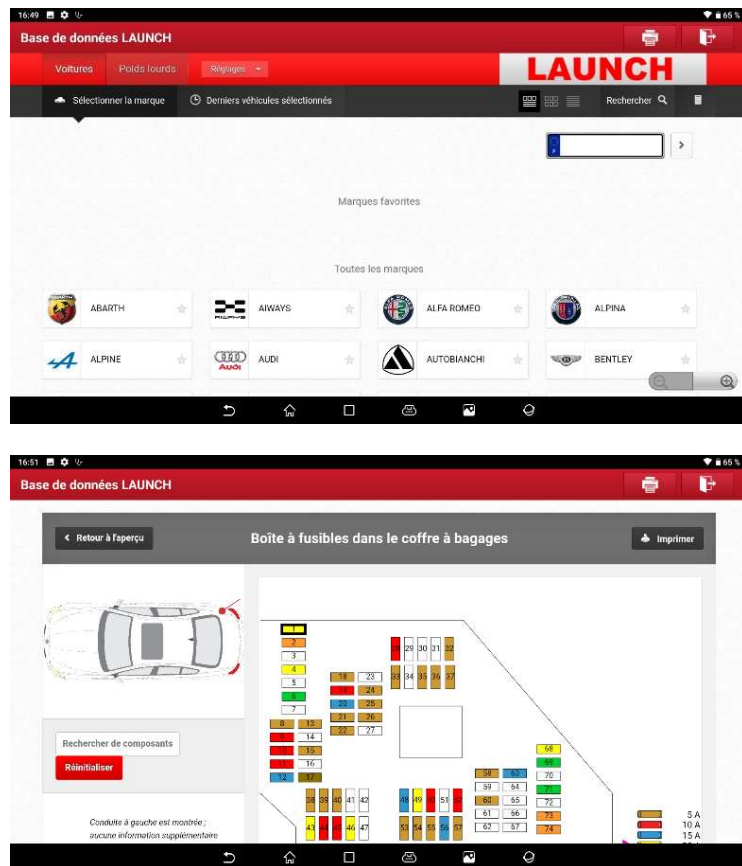 16:49
65 %
Base de données LAUNCH
Voitures Poids lourds Réglages
LAUNCH
Sélectionner la marque Derniers véhicules sélectionnés Rechercher
Marques favorites
Toutes les marques
ABARTH AIWAYS ALFA ROMEO ALPINA
ALPINE AUDI AUTOBIANCHI BENTLEY
16:51
65 %
Base de données LAUNCH
Retour à l'aperçu Boîte à fusibles dans le coffre à bagages Imprimer
1
2
3
4
5
6
7
8 13
9 14
10 15
11 16
12 17
18 23
19 24
20 25
21 26
22 27
28 29 30 31 32
33 34 35 36 37
38 39 40 41 42
43 44 45 46 47
48 49 50 51 52
53 54 55 56 57
58 63
59 64
60 65
61 66
62 67
68
69
70
71
72
73
74
5 A
10 A
15 A
Rechercher de composants
Réinitialiser
Conduite à gauche est montrée ;
aucune information supplémentaire